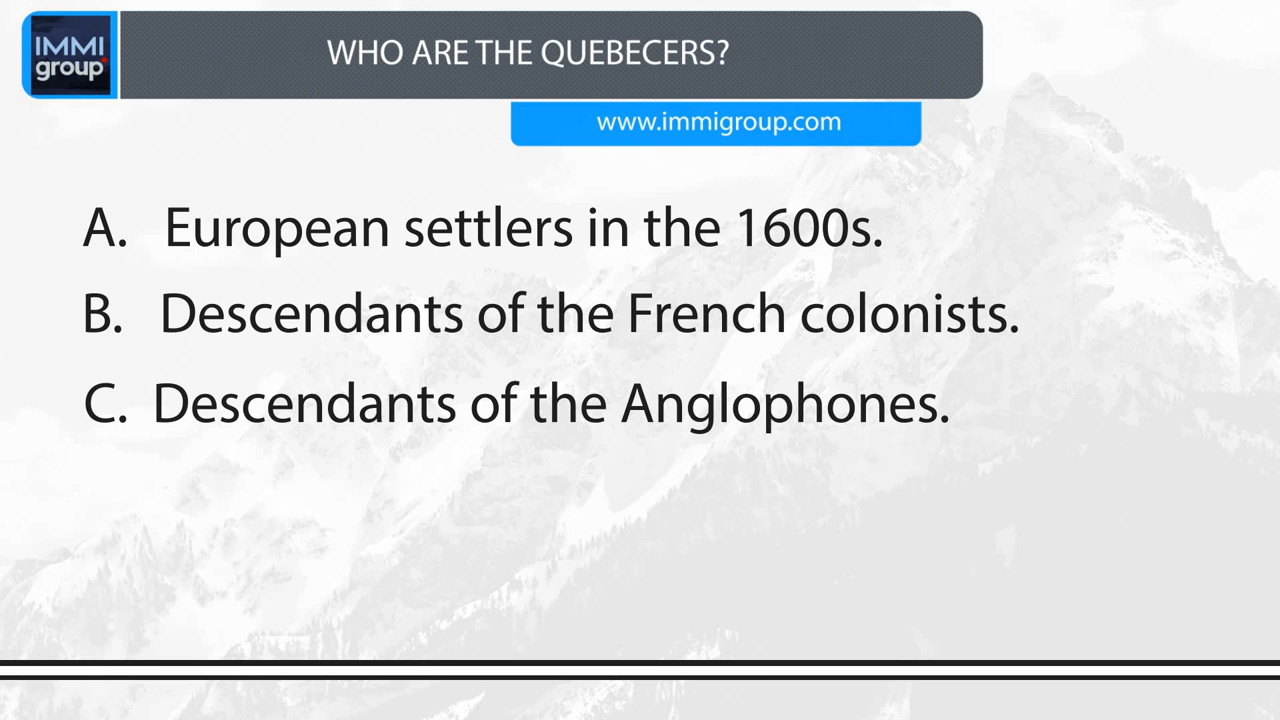 IMMI
group
WHO ARE THE QUEBECERS?
www.immigroup.com
A. European settlers in the 1600s.
B. Descendants of the French colonists.
C. Descendants of the Anglophones.